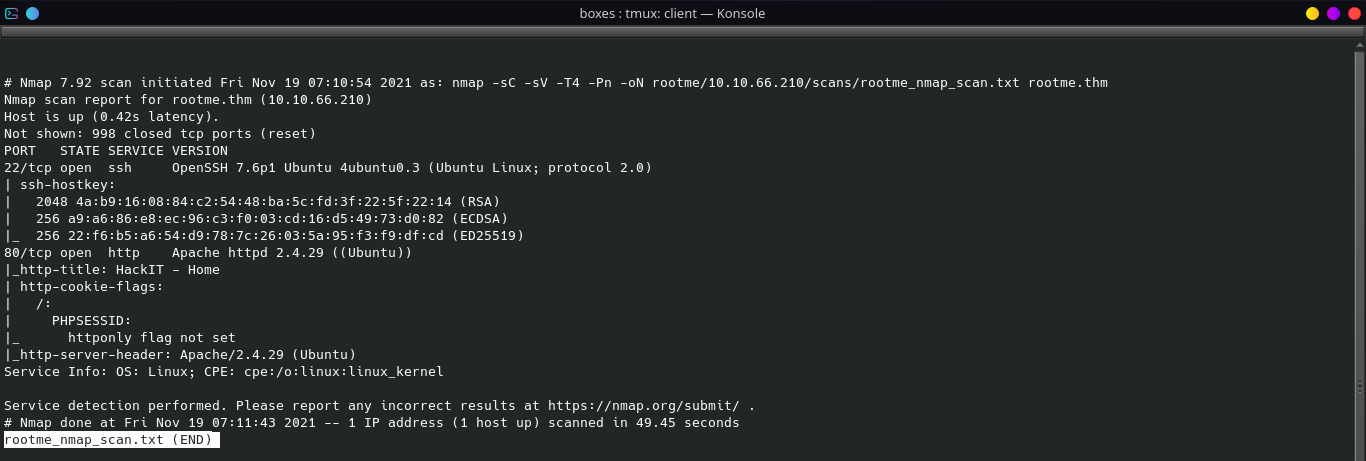 boxes : tmux: client — Konsole
# Nmap 7.92 scan initiated Fri Nov 19 07:10:54 2021 as: nmap -sC -sV -T4 -Pn -oN rootme/10.10.66.210/scans/rootme_nmap_scan.txt rootme.thm
Nmap scan report for rootme.thm (10.10.66.210)
Host is up (0.42s latency).
Not shown: 998 closed tcp ports (reset)
PORT   STATE SERVICE VERSION
22/tcp open  ssh     OpenSSH 7.6p1 Ubuntu 4ubuntu0.3 (Ubuntu Linux; protocol 2.0)
| ssh-hostkey:
|   2048 4a:b9:16:08:84:c2:54:48:ba:5c:fd:3f:22:5f:22:14 (RSA)
|   256 a9:a6:86:e8:ec:96:c3:f0:03:cd:16:d5:49:73:d0:82 (ECDSA)
|_  256 22:f6:b5:a6:54:d9:78:7c:26:03:5a:95:f3:f9:df:cd (ED25519)
80/tcp open  http    Apache httpd 2.4.29 ((Ubuntu))
|_http-title: HackIT - Home
| http-cookie-flags:
|   /:
|     PHPSESSID:
|_      httponly flag not set
|_http-server-header: Apache/2.4.29 (Ubuntu)
Service Info: OS: Linux; CPE: cpe:/o:linux:linux_kernel
Service detection performed. Please report any incorrect results at https://nmap.org/submit/ .
# Nmap done at Fri Nov 19 07:11:43 2021 -- 1 IP address (1 host up) scanned in 49.45 seconds
rootme_nmap_scan.txt (END)